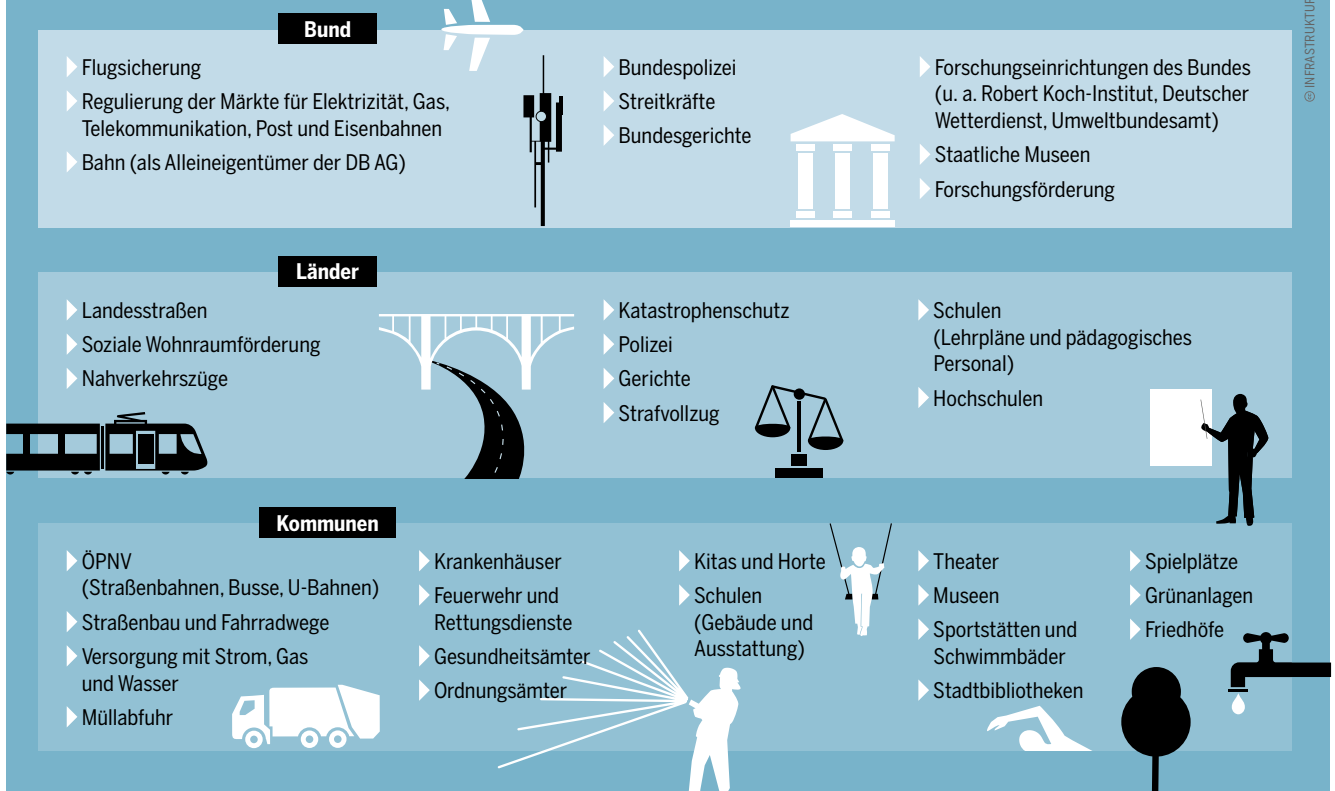 Bund
Flugsicherung
Regulierung der Märkte für Elektrizität, Gas,
Telekommunikation, Post und Eisenbahnen
Bahn (als Alleineigentümer der DB AG)
Bundespolizei
Streitkräfte
Bundesgerichte
Forschungseinrichtungen des Bundes
(u. a. Robert Koch-Institut, Deutscher
Wetterdienst, Umweltbundesamt)
Staatliche Museen
Forschungsförderung
Länder
Landesstraßen
Soziale Wohnraumförderung
Nahverkehrszüge
Katastrophenschutz
Polizei
Gerichte
Strafvollzug
Schulen
(Lehrpläne und pädagogisches
Personal)
Hochschulen
Kommunen
ÖPNV
(Straßenbahnen, Busse, U-Bahnen)
Straßenbau und Fahrradwege
Versorgung mit Strom, Gas
und Wasser
Müllabfuhr
Krankenhäuser
Feuerwehr und
Rettungsdienste
Gesundheitsämter
Ordnungsämter
Kitas und Horte
Schulen
(Gebäude und
Ausstattung)
Theater
Museen
Sportstätten und
Schwimmbäder
Stadtbibliotheken
Spielplätze
Grünanlagen
Friedhöfe